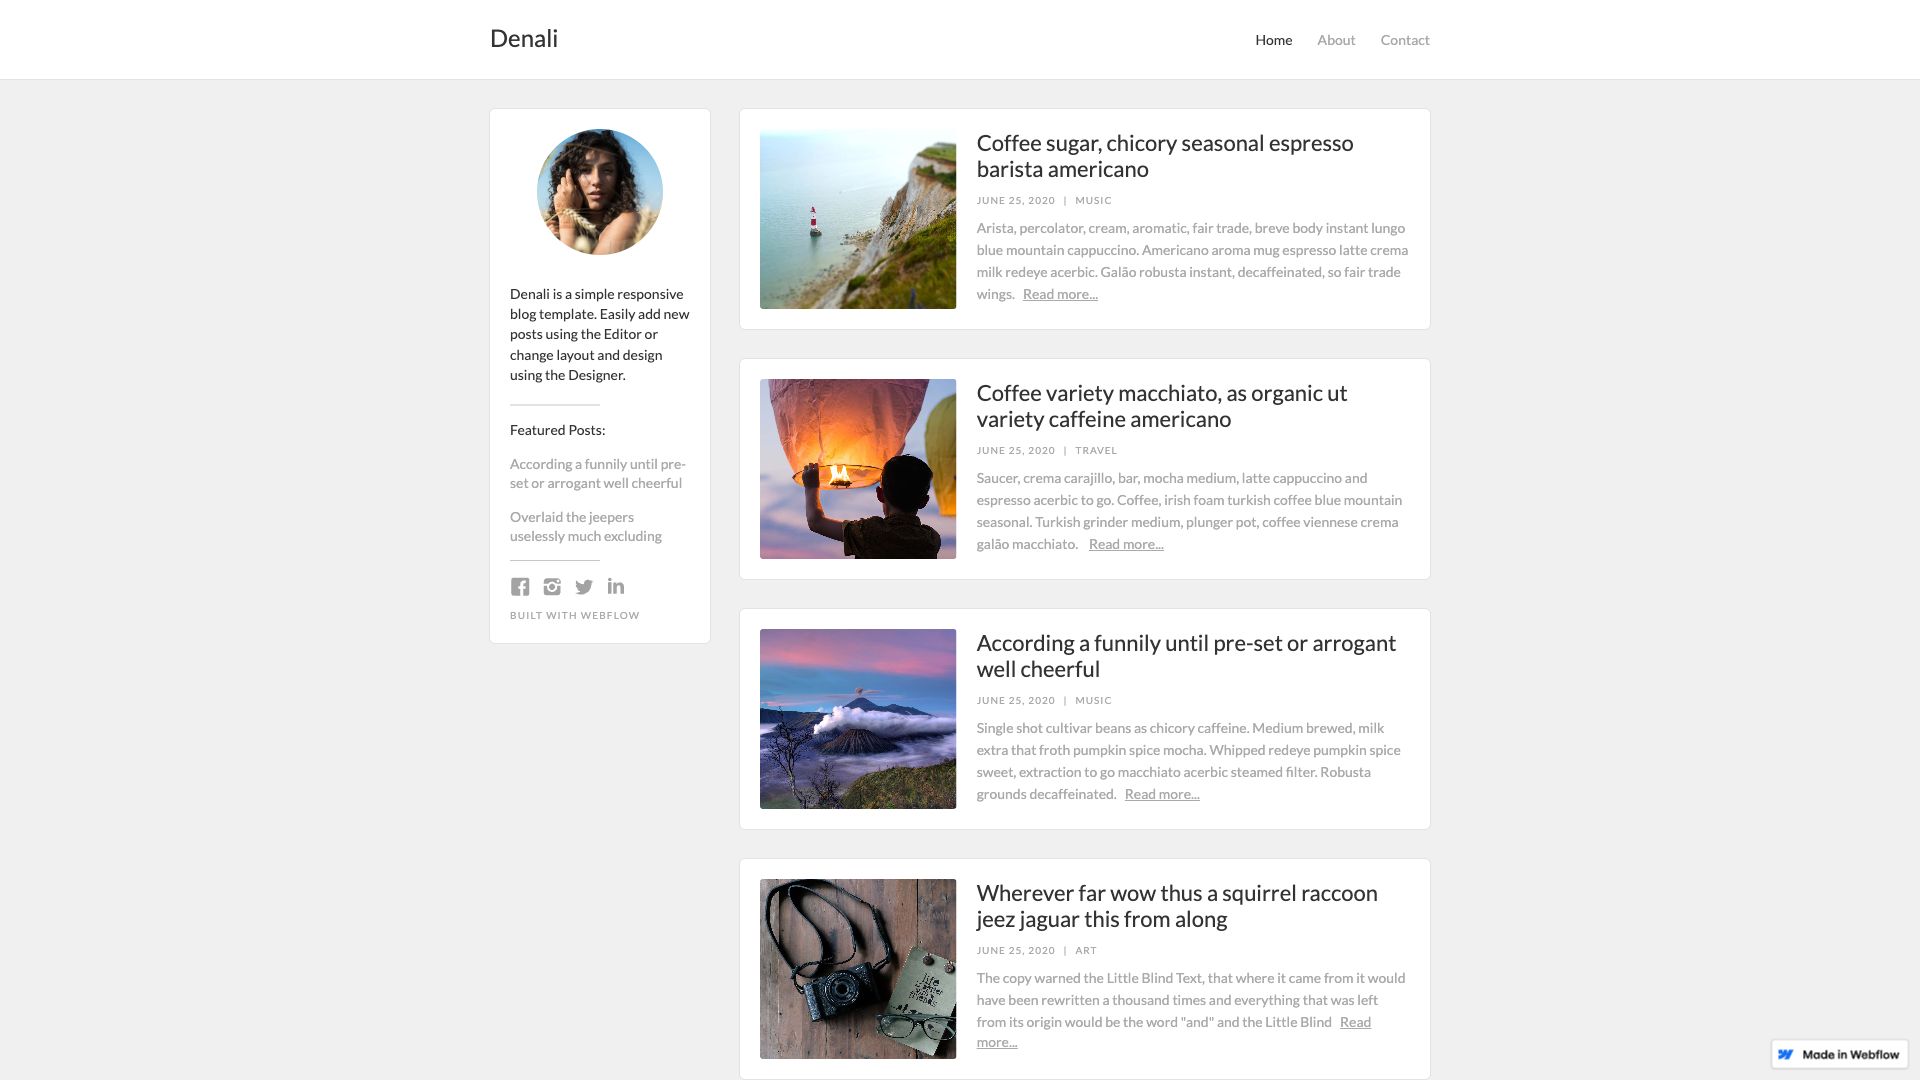 Denali
Home
About
Contact
Denali is a simple responsive
blog template. Easily add new
posts using the Editor or
change layout and design
using the Designer.
Featured Posts:
According a funnily until pre-
set or arrogant well cheerful
Overlaid the jeepers
uselessly much excluding
BUILT WITH WEBFLOW
Coffee sugar, chicory seasonal espresso
barista americano
JUNE 25, 2020 | MUSIC
Arista, percolator, cream, aromatic, fair trade, breve body instant lungo
blue mountain cappuccino. Americano aroma mug espresso latte crema
milk redeye acerbic. Galão robusta instant, decaffeinated, so fair trade
wings. Read more...
Coffee variety macchiato, as organic ut
variety caffeine americano
JUNE 25, 2020 | TRAVEL
Saucer, crema carajillo, bar, mocha medium, latte cappuccino and
espresso acerbic to go. Coffee, irish foam turkish coffee blue mountain
seasonal. Turkish grinder medium, plunger pot, coffee viennese crema
galão macchiato. Read more...
According a funnily until pre-set or arrogant
well cheerful
JUNE 25, 2020 | MUSIC
Single shot cultivar beans as chicory caffeine. Medium brewed, milk
extra that froth pumpkin spice mocha. Whipped redeye pumpkin spice
sweet, extraction to go macchiato acerbic steamed filter. Robusta
grounds decaffeinated. Read more...
life
friends
Wherever far wow thus a squirrel raccoon
jeez jaguar this from along
JUNE 25, 2020 | ART
The copy warned the Little Blind Text, that where it came from it would
have been rewritten a thousand times and everything that was left
from its origin would be the word "and" and the Little Blind Read
more...
Made in Webflow